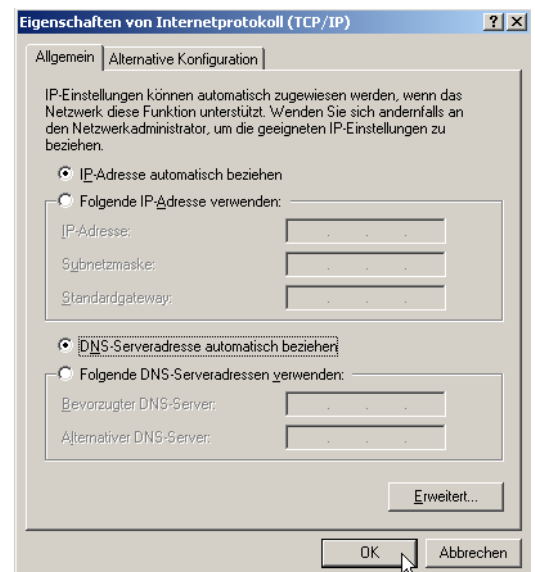 Eigenschaften von Internetprotokoll (TCP/IP)
Allgemein
Alternative Konfiguration
IP-Einstellungen können automatisch zugewiesen werden, wenn das
Netzwerk diese Funktion unterstützt. Wenden Sie sich andernfalls an
den Netzwerkadministrator, um die geeigneten IP-Einstellungen zu
beziehen.
IP-Adresse automatisch beziehen
Folgende IP-Adresse verwenden:
IP-Adresse:
Subnetzmaske:
Standardgateway:
DNS-Serveradresse automatisch beziehen
Folgende DNS-Serveradressen verwenden:
Bevorzugter DNS-Server:
Alternativer DNS-Server:
Erweitert...
OK
Abbrechen